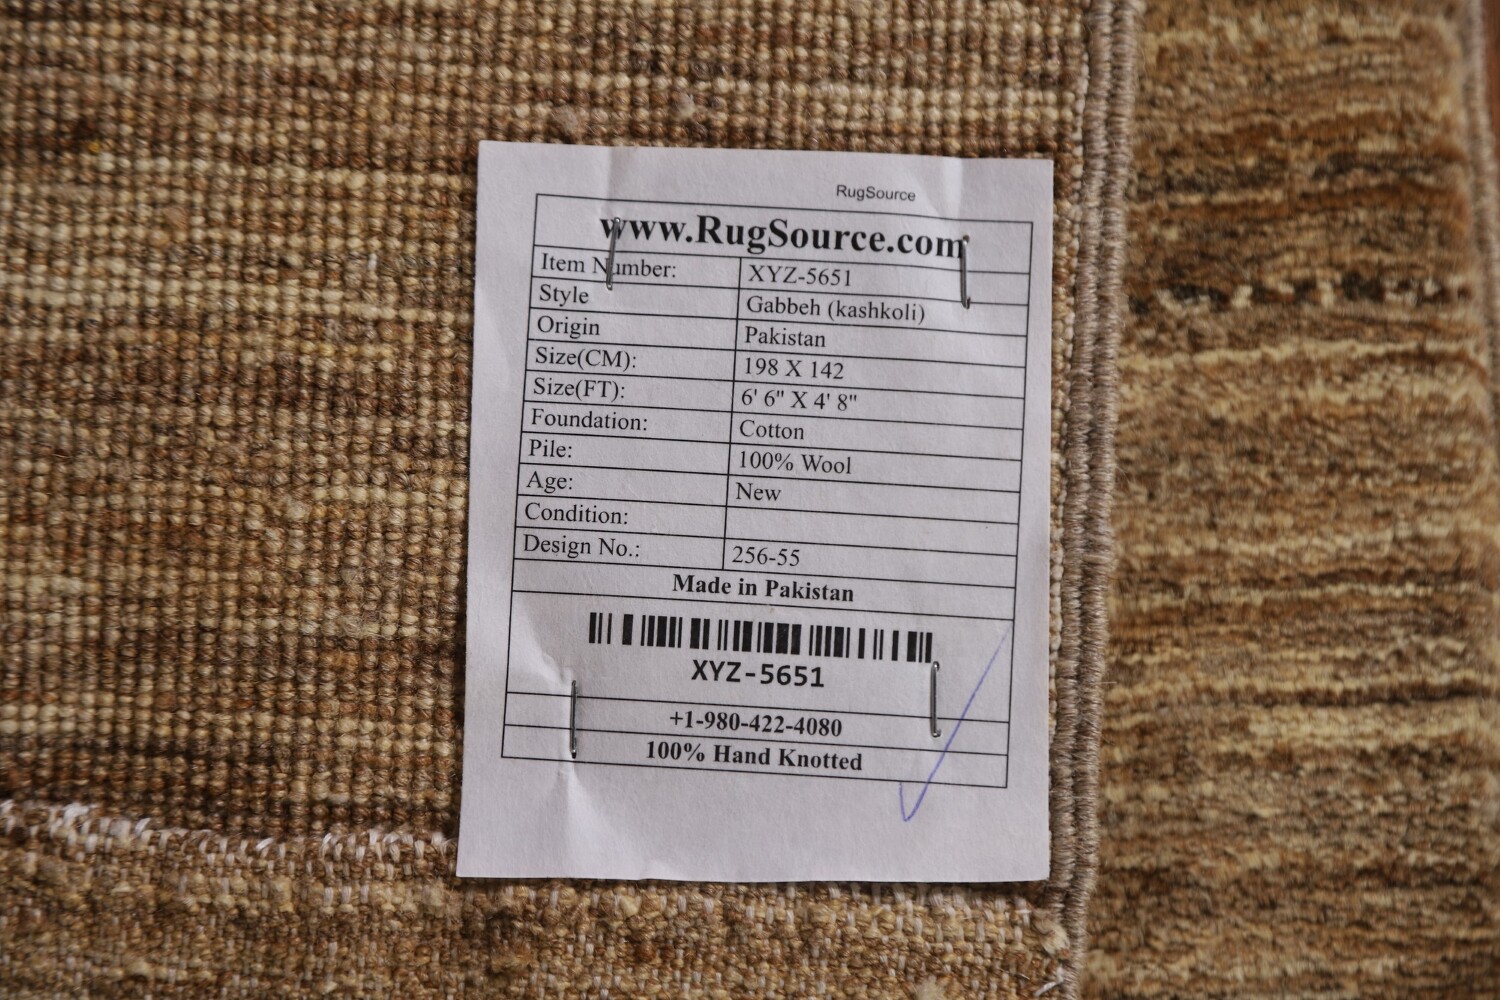 RugSource
www.RugSource.com
Item Number: XYZ-5651
Style Gabbeh (kashkoli)
Origin Pakistan
Size(CM): 198 X 142
Size(FT): 6' 6" X 4' 8"
Foundation: Cotton
Pile: 100% Wool
Age: New
Condition:
Design No.: 256-55
Made in Pakistan
XYZ-5651
+1-980-422-4080
100% Hand Knotted